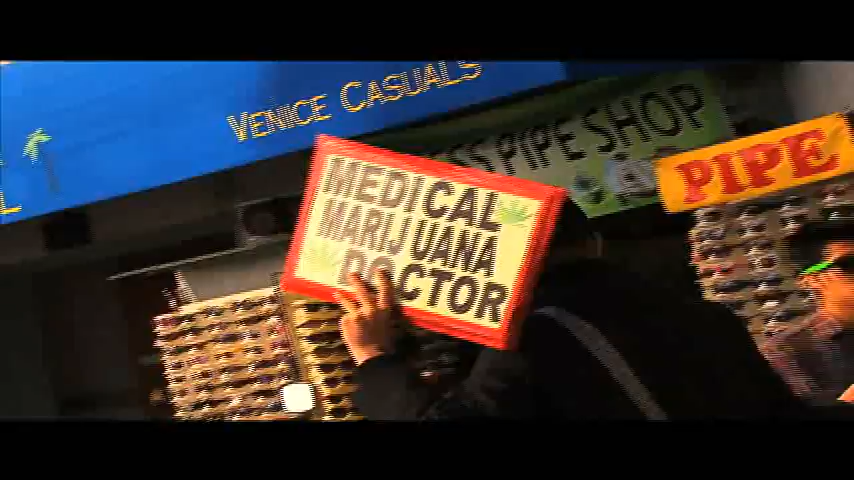 VENICE CASUALS
PIPE SHOP
PIPE
MEDICAL
MARIJUANA
DOCTOR